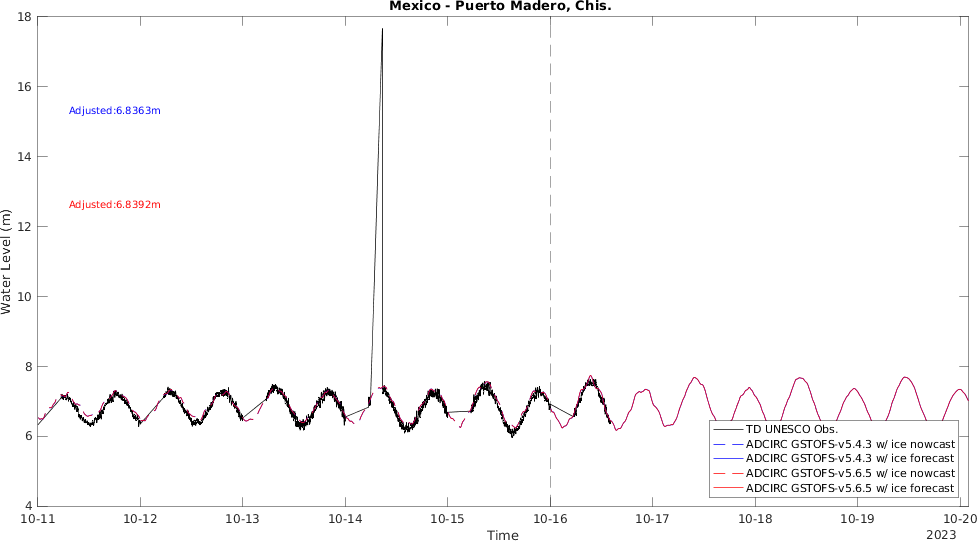 Mexico - Puerto Madero, Chis.
18
16
14
12
10
8
6
4
Water Level (m)
Adjusted:6.8363m
Adjusted:6.8392m
TD UNESCO Obs.
ADCIRC GSTOFS-v5.4.3 w/ ice nowcast
ADCIRC GSTOFS-v5.4.3 w/ ice forecast
ADCIRC GSTOFS-v5.6.5 w/ ice nowcast
ADCIRC GSTOFS-v5.6.5 w/ ice forecast
10-11 10-12 10-13 10-14 10-15 10-16 10-17 10-18 10-19 10-20
Time
2023